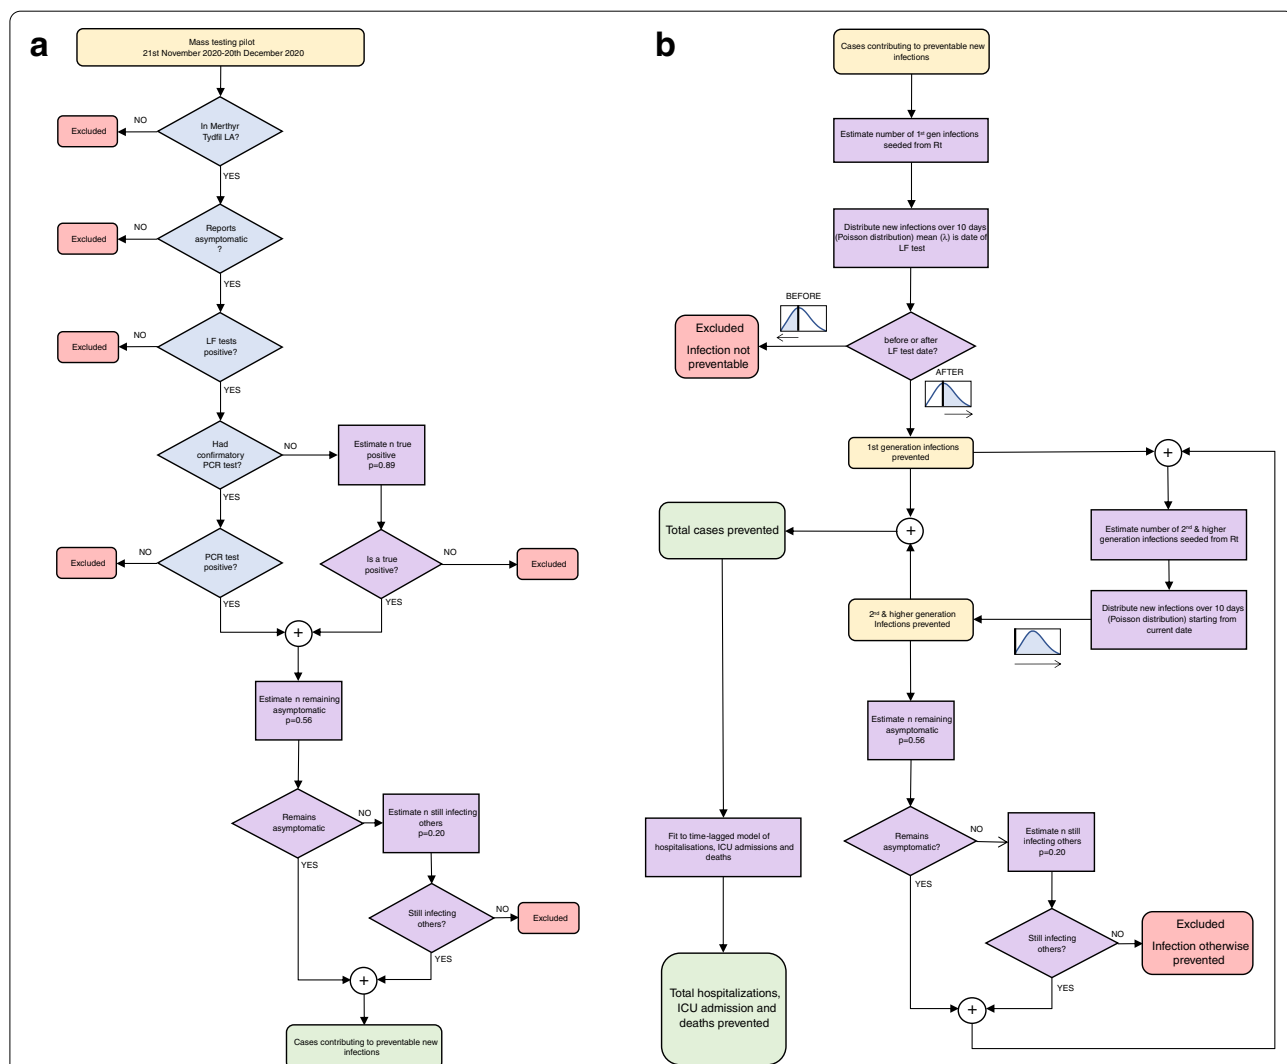 a
Mass testing pilot
21st November 2020-20th December 2020
In Merthyr
Tydfil LA?
NO
Excluded
YES
Reports
asymptomatic
?
NO
Excluded
YES
LF tests
positive?
NO
Excluded
YES
Had
confirmatory
PCR test?
NO
Estimate n true
positive
p=0.89
YES
PCR test
positive?
NO
Excluded
YES
Is a true
positive?
NO
Excluded
YES
+
Estimate n remaining
asymptomatic
p=0.56
Remains
asymptomatic
NO
Estimate n still infecting
others
p=0.20
YES
Still infecting
others?
NO
Excluded
YES
+
Cases contributing to preventable new
infections
b
Cases contributing to preventable new
infections
Estimate number of 1st gen infections
seeded from Rt
Distribute new infections over 10 days
(Poisson distribution) mean (λ) is date of
LF test
before or after
LF test date?
BEFORE
Excluded
Infection not
preventable
AFTER
1st generation infections
prevented
+
Estimate number of 2nd & higher
generation infections seeded from Rt
Distribute new infections over 10 days
(Poisson distribution) starting from
current date
+
Total cases prevented
2nd & higher generation
Infections prevented
Estimate n remaining
asymptomatic
p=0.56
Remains
asymptomatic?
NO
Estimate n still
infecting others
p=0.20
YES
Still infecting
others?
NO
Excluded
Infection otherwise
prevented
YES
+
Fit to time-lagged model of
hospitalisations, ICU admissions and
deaths
Total hospitalizations,
ICU admission and
deaths prevented